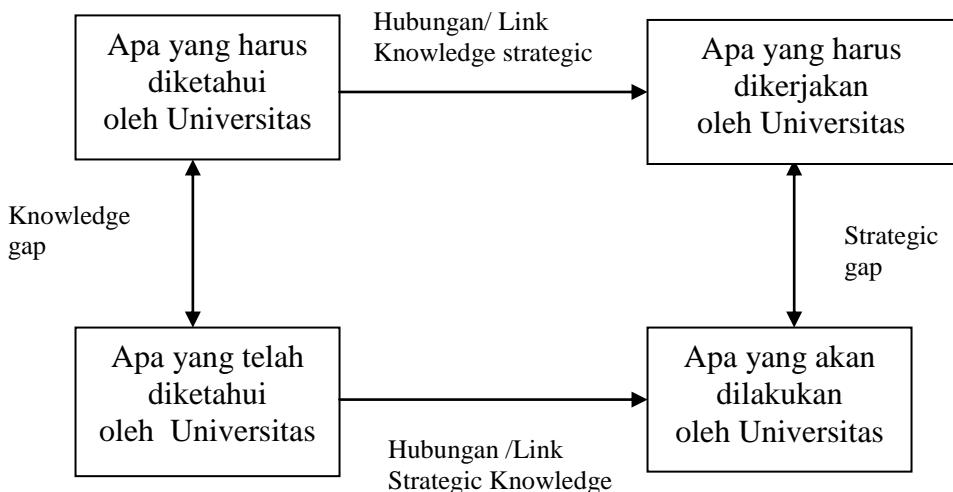 Apa yang harus
diketahui
oleh Universitas
Hubungan/ Link
Knowledge strategic
Apa yang harus
dikerjakan
oleh Universitas
Knowledge
gap
Strategic
gap
Apa yang telah
diketahui
oleh Universitas
Hubungan /Link
Strategic Knowledge
Apa yang akan
dilakukan
oleh Universitas